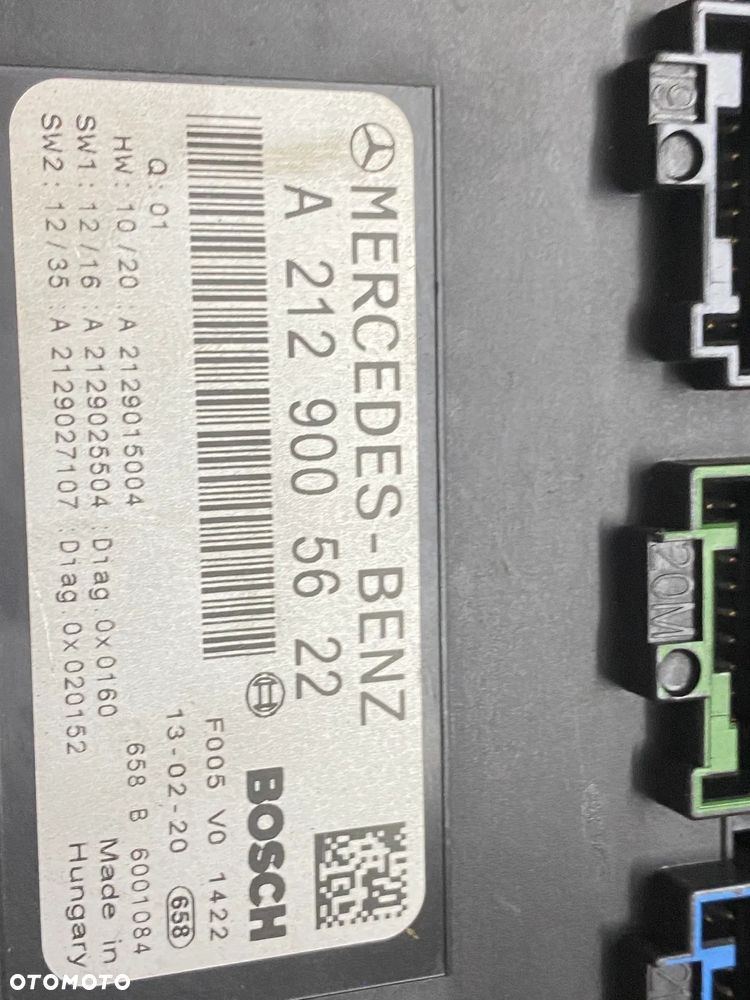 MERCEDES-BENZ
A 212 900 56 22
BOSCH
F005 V0 1422
Q:01
13-02-20 658
HW:10/20:A 2129015004
658 B 6001084
SW1:12/16:A 2129025504:Diag.0x0160
Made in
SW2:12/35:A 2129027107:Diag.0x020152
Hungary
19
20M
OTOMOTO